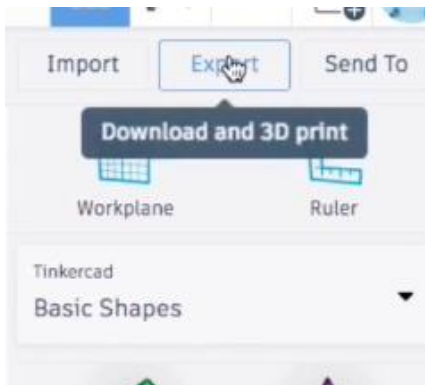 Import Export Send To
Download and 3D print
Workplane Ruler
Tinkercad
Basic Shapes